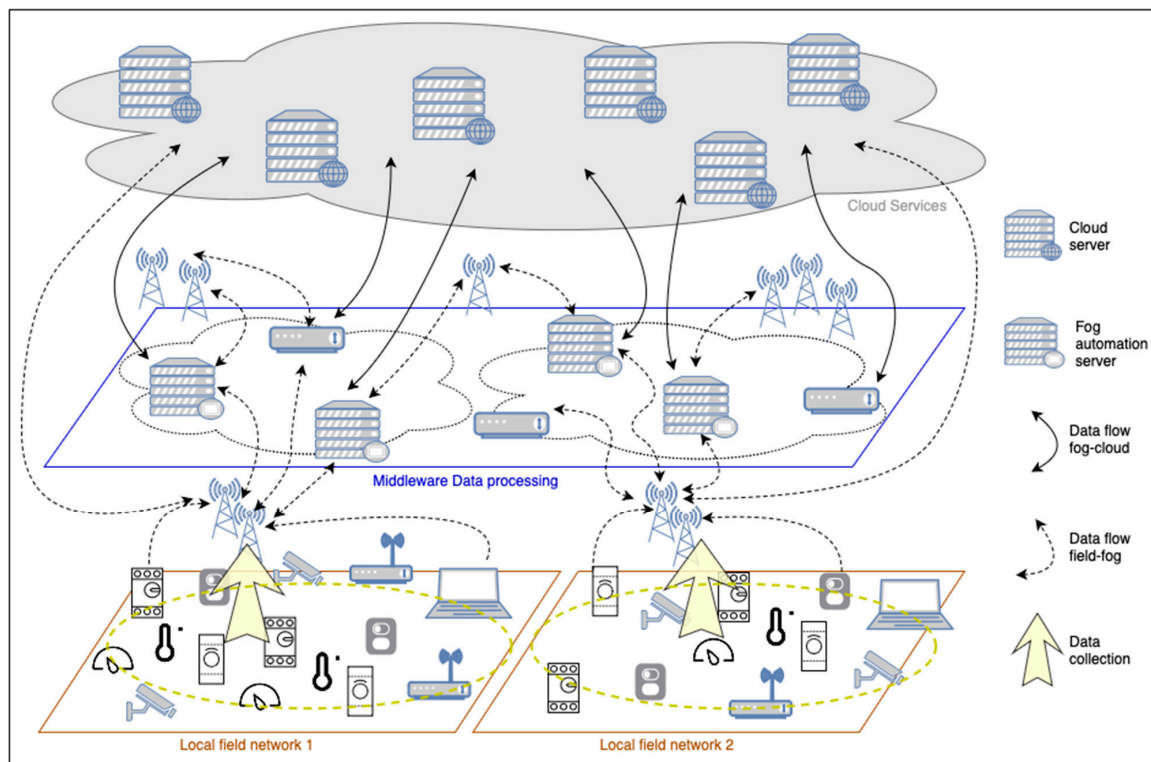 Cloud Services
Cloud
server
Fog
automation
server
Data flow
fog-cloud
Middleware Data processing
Data flow
field-fog
Data
collection
Local field network 1
Local field network 2